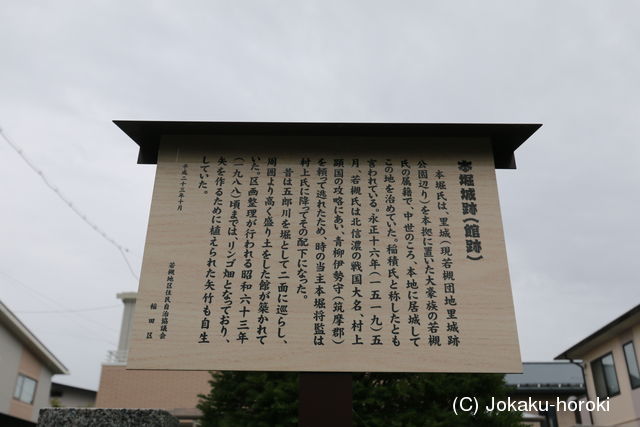 本堀城跡(館跡)
本堀氏は、里城(現若槻団地里城跡
公園辺り)を本拠に置いた大豪族の若槻
氏の属籍で、中世のころ、本地に居城して
この地を治めていた。稲積氏と称したとも
言われている。永正十六年(一五一九)五
月、若槻氏は北信濃の戦国大名、村上
顕国の攻略にあい、青柳伊勢守(筑摩郡)
を頼って逃れたため、時の当主本堀将監は
村上氏に降ってその配下になった。
昔は五郎川を堀として二面に巡らし、
周囲より高く盛り土をした館が築かれて
いた。区画整理が行われる昭和六十三年
(一九八八)頃までは、リンゴ畑となっており、
矢を作るために植えられた矢竹も自生
していた。
平成二十三年十月
若槻地区住民自治協議会
稲田区
(C) Jokaku-horoki